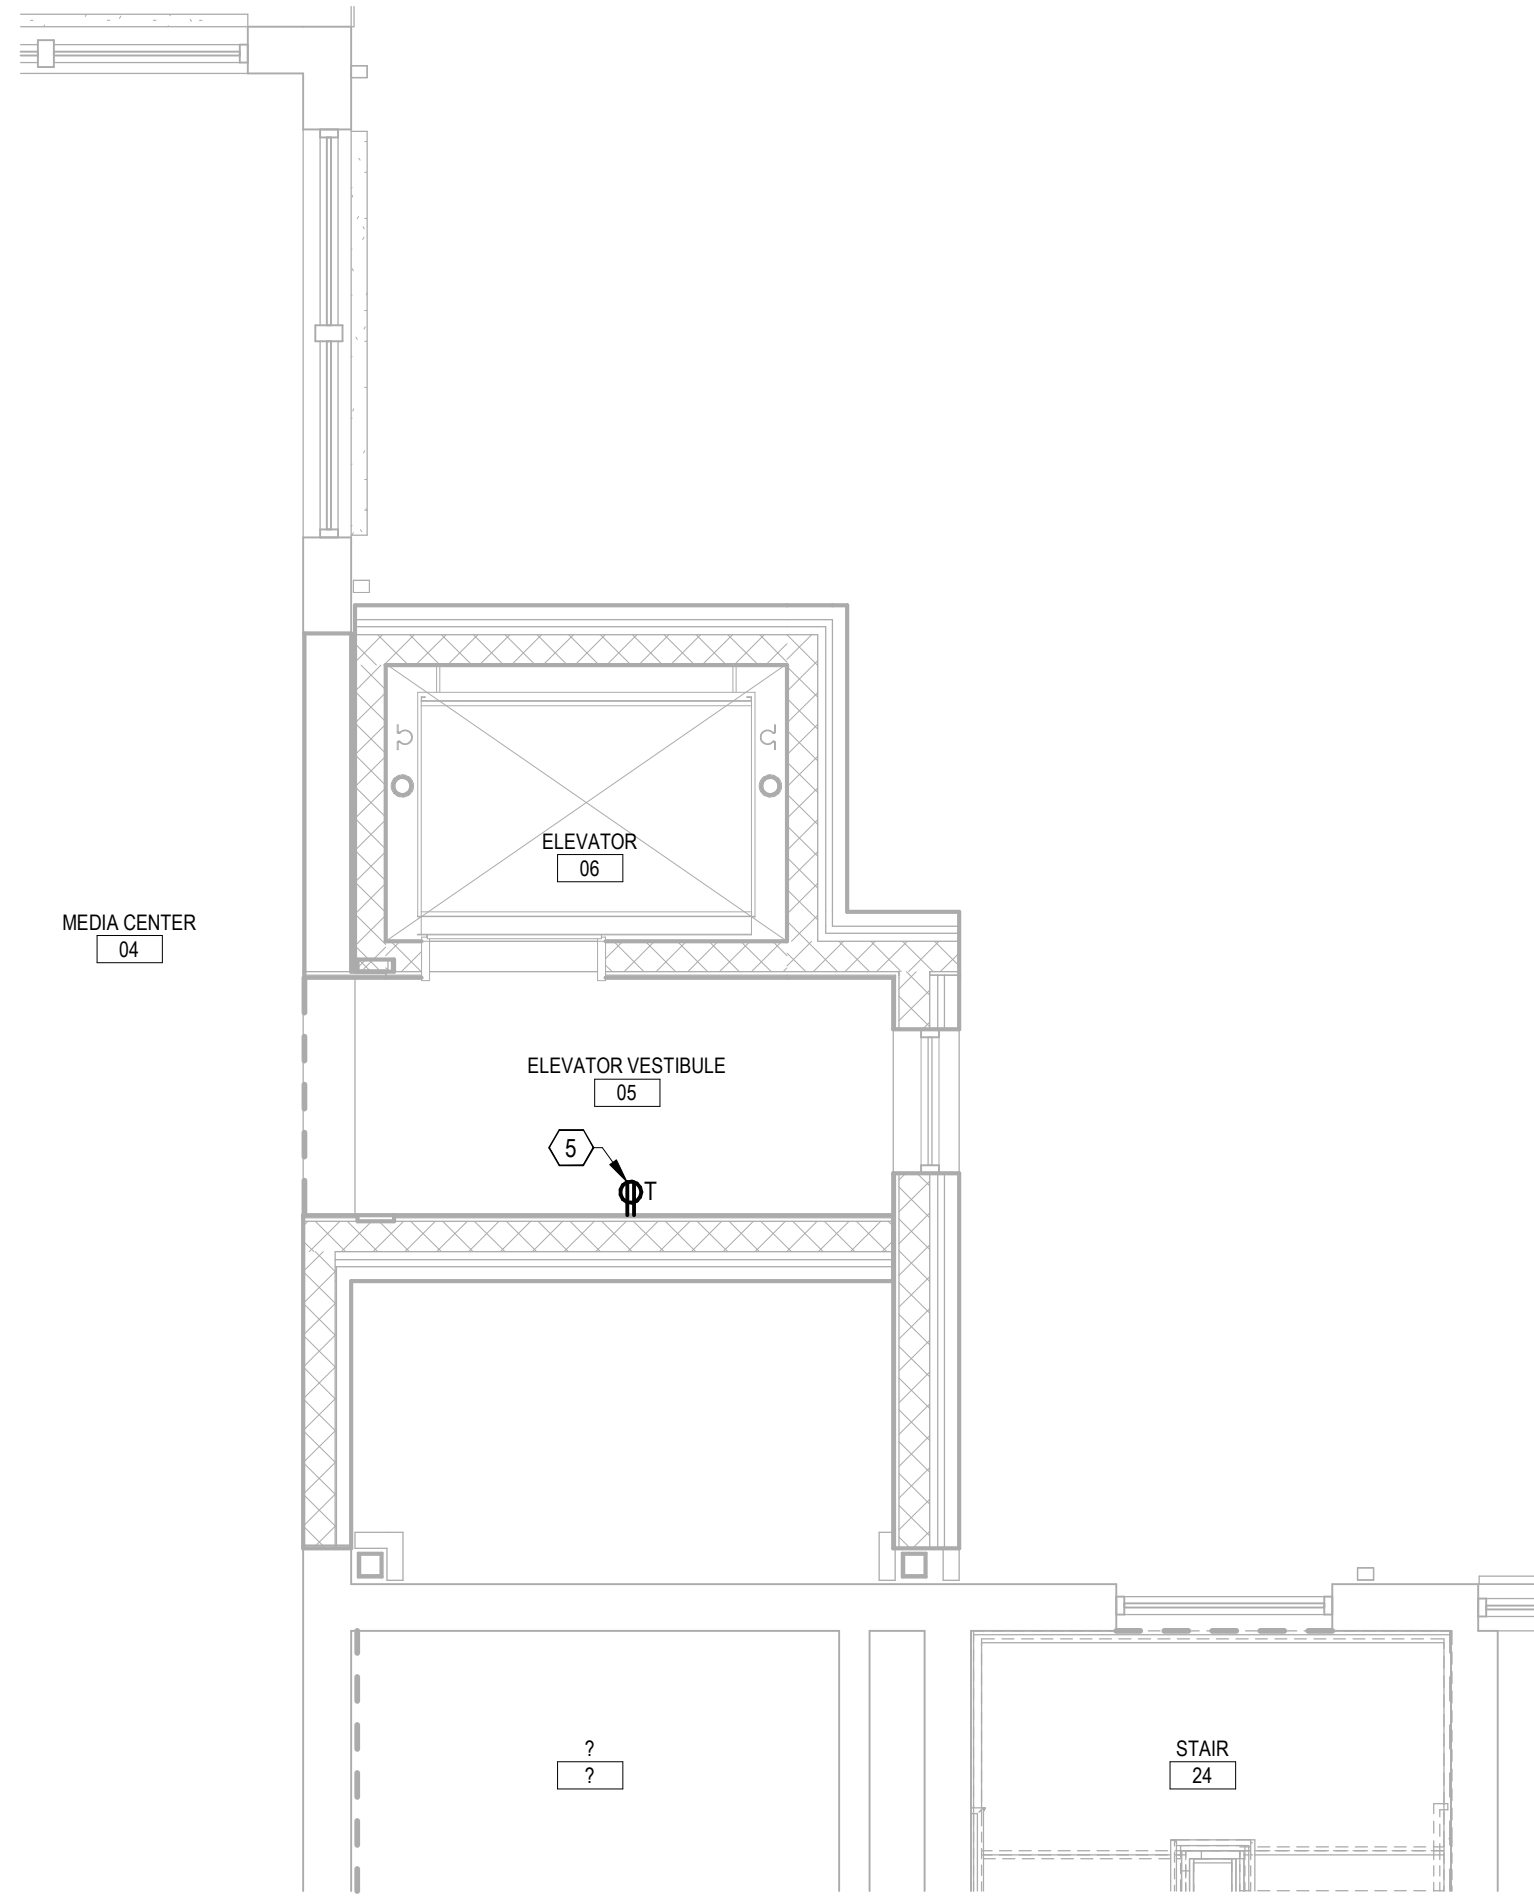 ELEVATOR
06
MEDIA CENTER
04
ELEVATOR VESTIBULE
05
5
T
?
?
STAIR
24